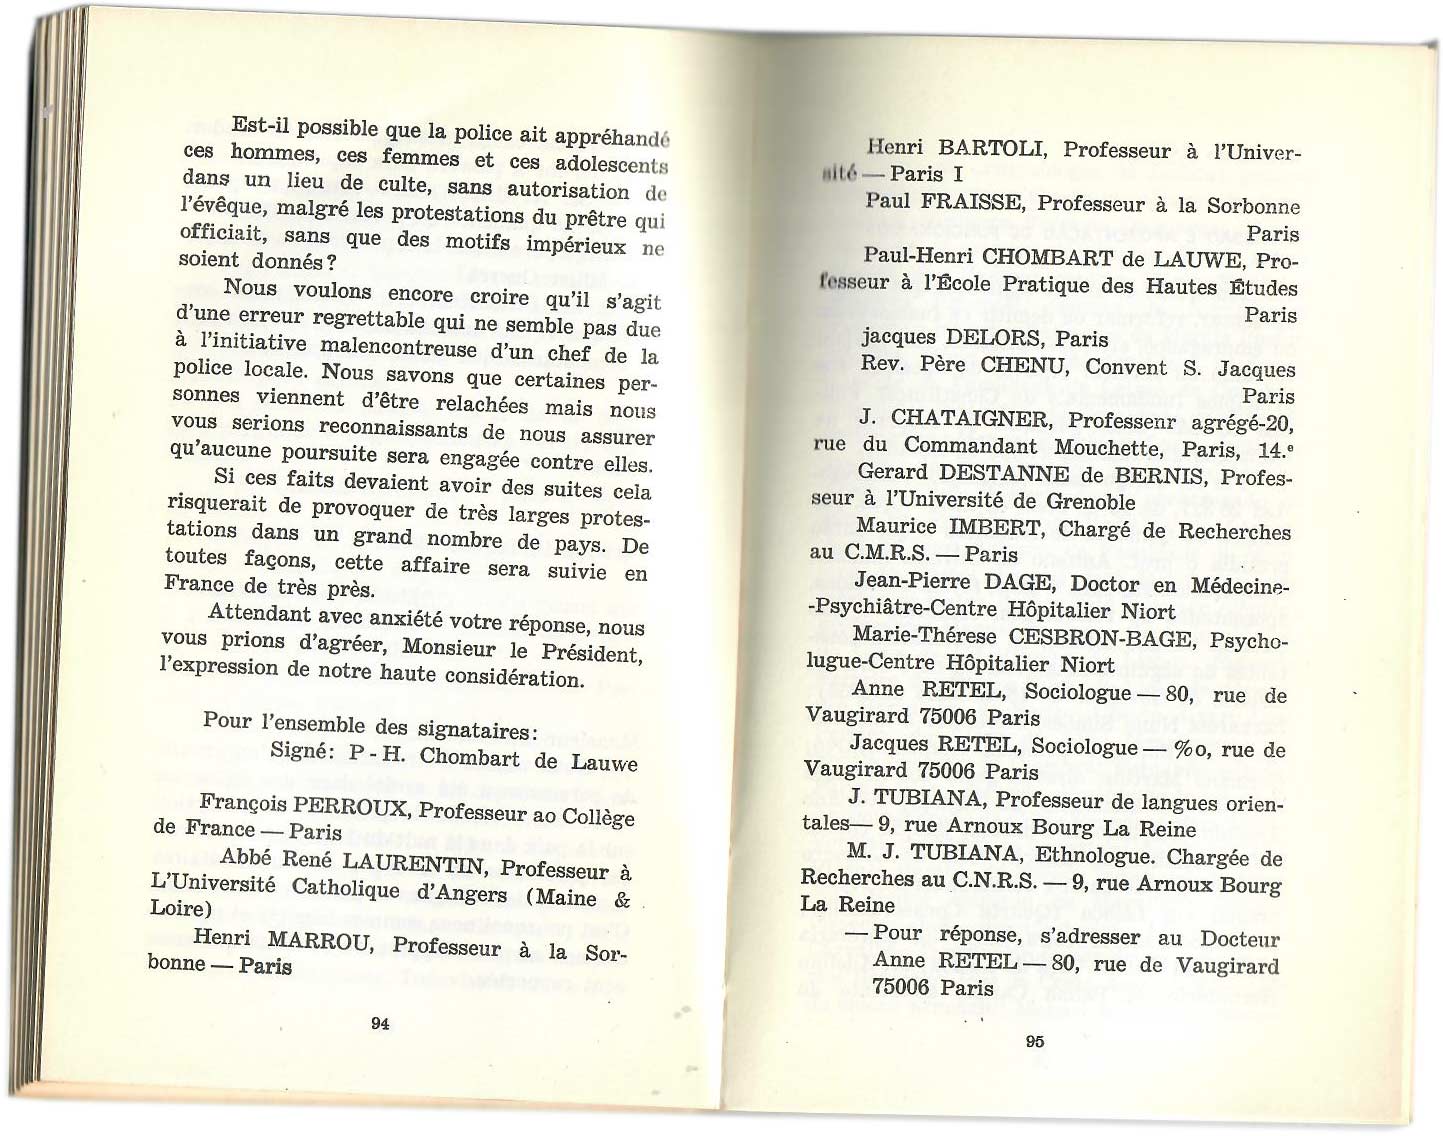 Est-il possible que la police ait appréhandé
ces hommes, ces femmes et ces adolescents
dans un lieu de culte, sans autorisation de
l'évêque, malgré les protestations du prêtre qui
officiait, sans que des motifs impérieux ne
soient donnés?
Nous voulons encore croire qu'il s'agit
d'une erreur regrettable qui ne semble pas due
à l'initiative malencontreuse d'un chef de la
police locale. Nous savons que certaines per-
sonnes viennent d'être relachées mais nous
vous serions reconnaissants de nous assurer
qu'aucune poursuite sera engagée contre elles.
Si ces faits devaient avoir des suites cela
risquerait de provoquer de très larges protes-
tations dans un grand nombre de pays. De
toutes façons, cette affaire sera suivie en
France de très près.
Attendant avec anxiété votre réponse, nous
vous prions d'agréer, Monsieur le Président,
l'expression de notre haute considération.
Pour l'ensemble des signataires:
Signé: P - H. Chombart de Lauwe
François PERROUX, Professeur ao Collège
de France — Paris
Abbé René LAURENTIN, Professeur à
L'Université Catholique d'Angers (Maine &
Loire)
Henri MARROU, Professeur à la Sor-
bonne — Paris
94
Henri BARTOLI, Professeur à l'Univer-
sité — Paris I
Paul FRAISSE, Professeur à la Sorbonne
Paris
Paul-Henri CHOMBART de LAUWE, Pro-
fesseur à l'École Pratique des Hautes Études
Paris
jacques DELORS, Paris
Rev. Père CHENU, Convent S. Jacques
Paris
J. CHATAIGNER, Professenr agrégé-20,
rue du Commandant Mouchette, Paris, 14.e
Gerard DESTANNE de BERNIS, Profes-
seur à l'Université de Grenoble
Maurice IMBERT, Chargé de Recherches
au C.M.R.S. — Paris
Jean-Pierre DAGE, Doctor en Médecine-
-Psychiâtre-Centre Hôpitalier Niort
Marie-Thérese CESBRON-BAGE, Psycho-
lugue-Centre Hôpitalier Niort
Anne RETEL, Sociologue — 80, rue de
Vaugirard 75006 Paris
Jacques RETEL, Sociologue — %o, rue de
Vaugirard 75006 Paris
J. TUBIANA, Professeur de langues orien-
tales— 9, rue Arnoux Bourg La Reine
M. J. TUBIANA, Ethnologue. Chargée de
Recherches au C.N.R.S. — 9, rue Arnoux Bourg
La Reine
— Pour réponse, s'adresser au Docteur
Anne RETEL — 80, rue de Vaugirard
75006 Paris
95